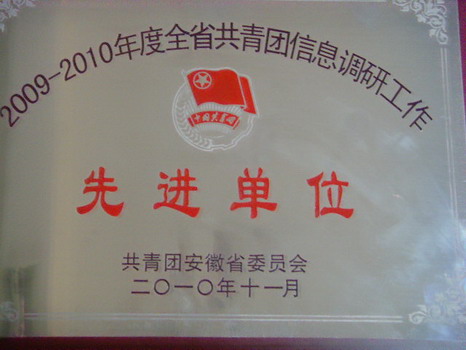 2009-2010年度全省共青团信息调研工作
中国共青团
先进单位
共青团安徽省委员会
二〇一〇年十一月